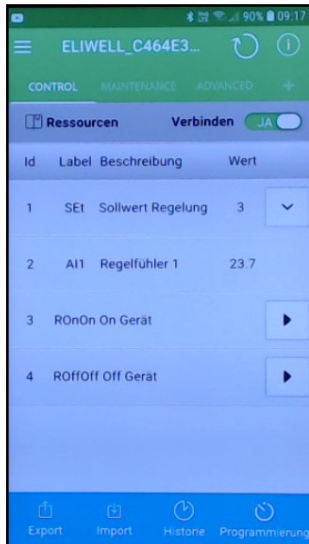 90% 09:17
ELIWELL_C464E3...
CONTROL MAINTENANCE ADVANCED +
Ressourcen Verbinden JA
Id Label Beschreibung Wert
1 SEt Sollwert Regelung 3
2 AI1 Regelfühler 1 23.7
3 ROnOn On Gerät
4 ROffOff Off Gerät
Export Import Historie Programmierung